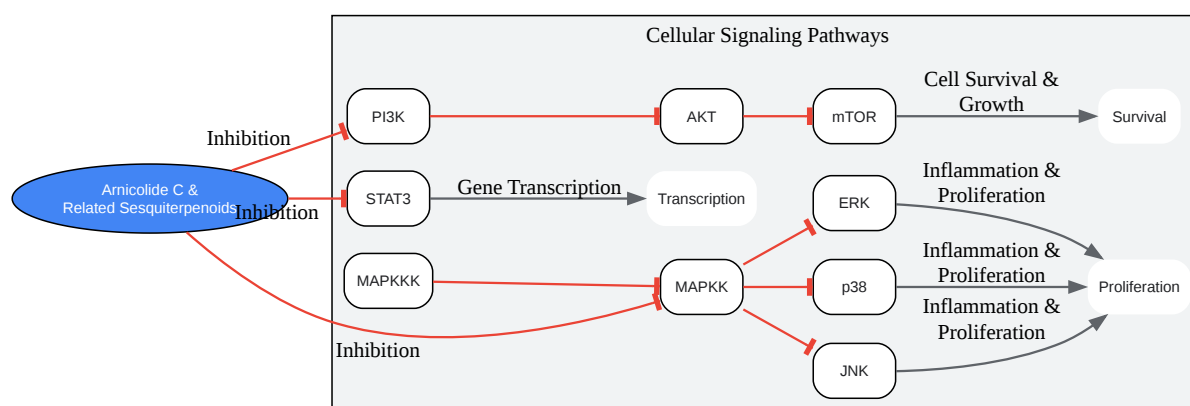 Cellular Signaling Pathways
Cell Survival &
Growth
PI3K
AKT
mTOR
Survival
Inhibition
Arnicolide C &
Related Sesquiterpenoids
Inhibition
STAT3
Gene Transcription
Transcription
ERK
Inflammation &
Proliferation
MAPKKK
MAPKK
p38
Inflammation &
Proliferation
Proliferation
Inhibition
JNK
Inflammation &
Proliferation